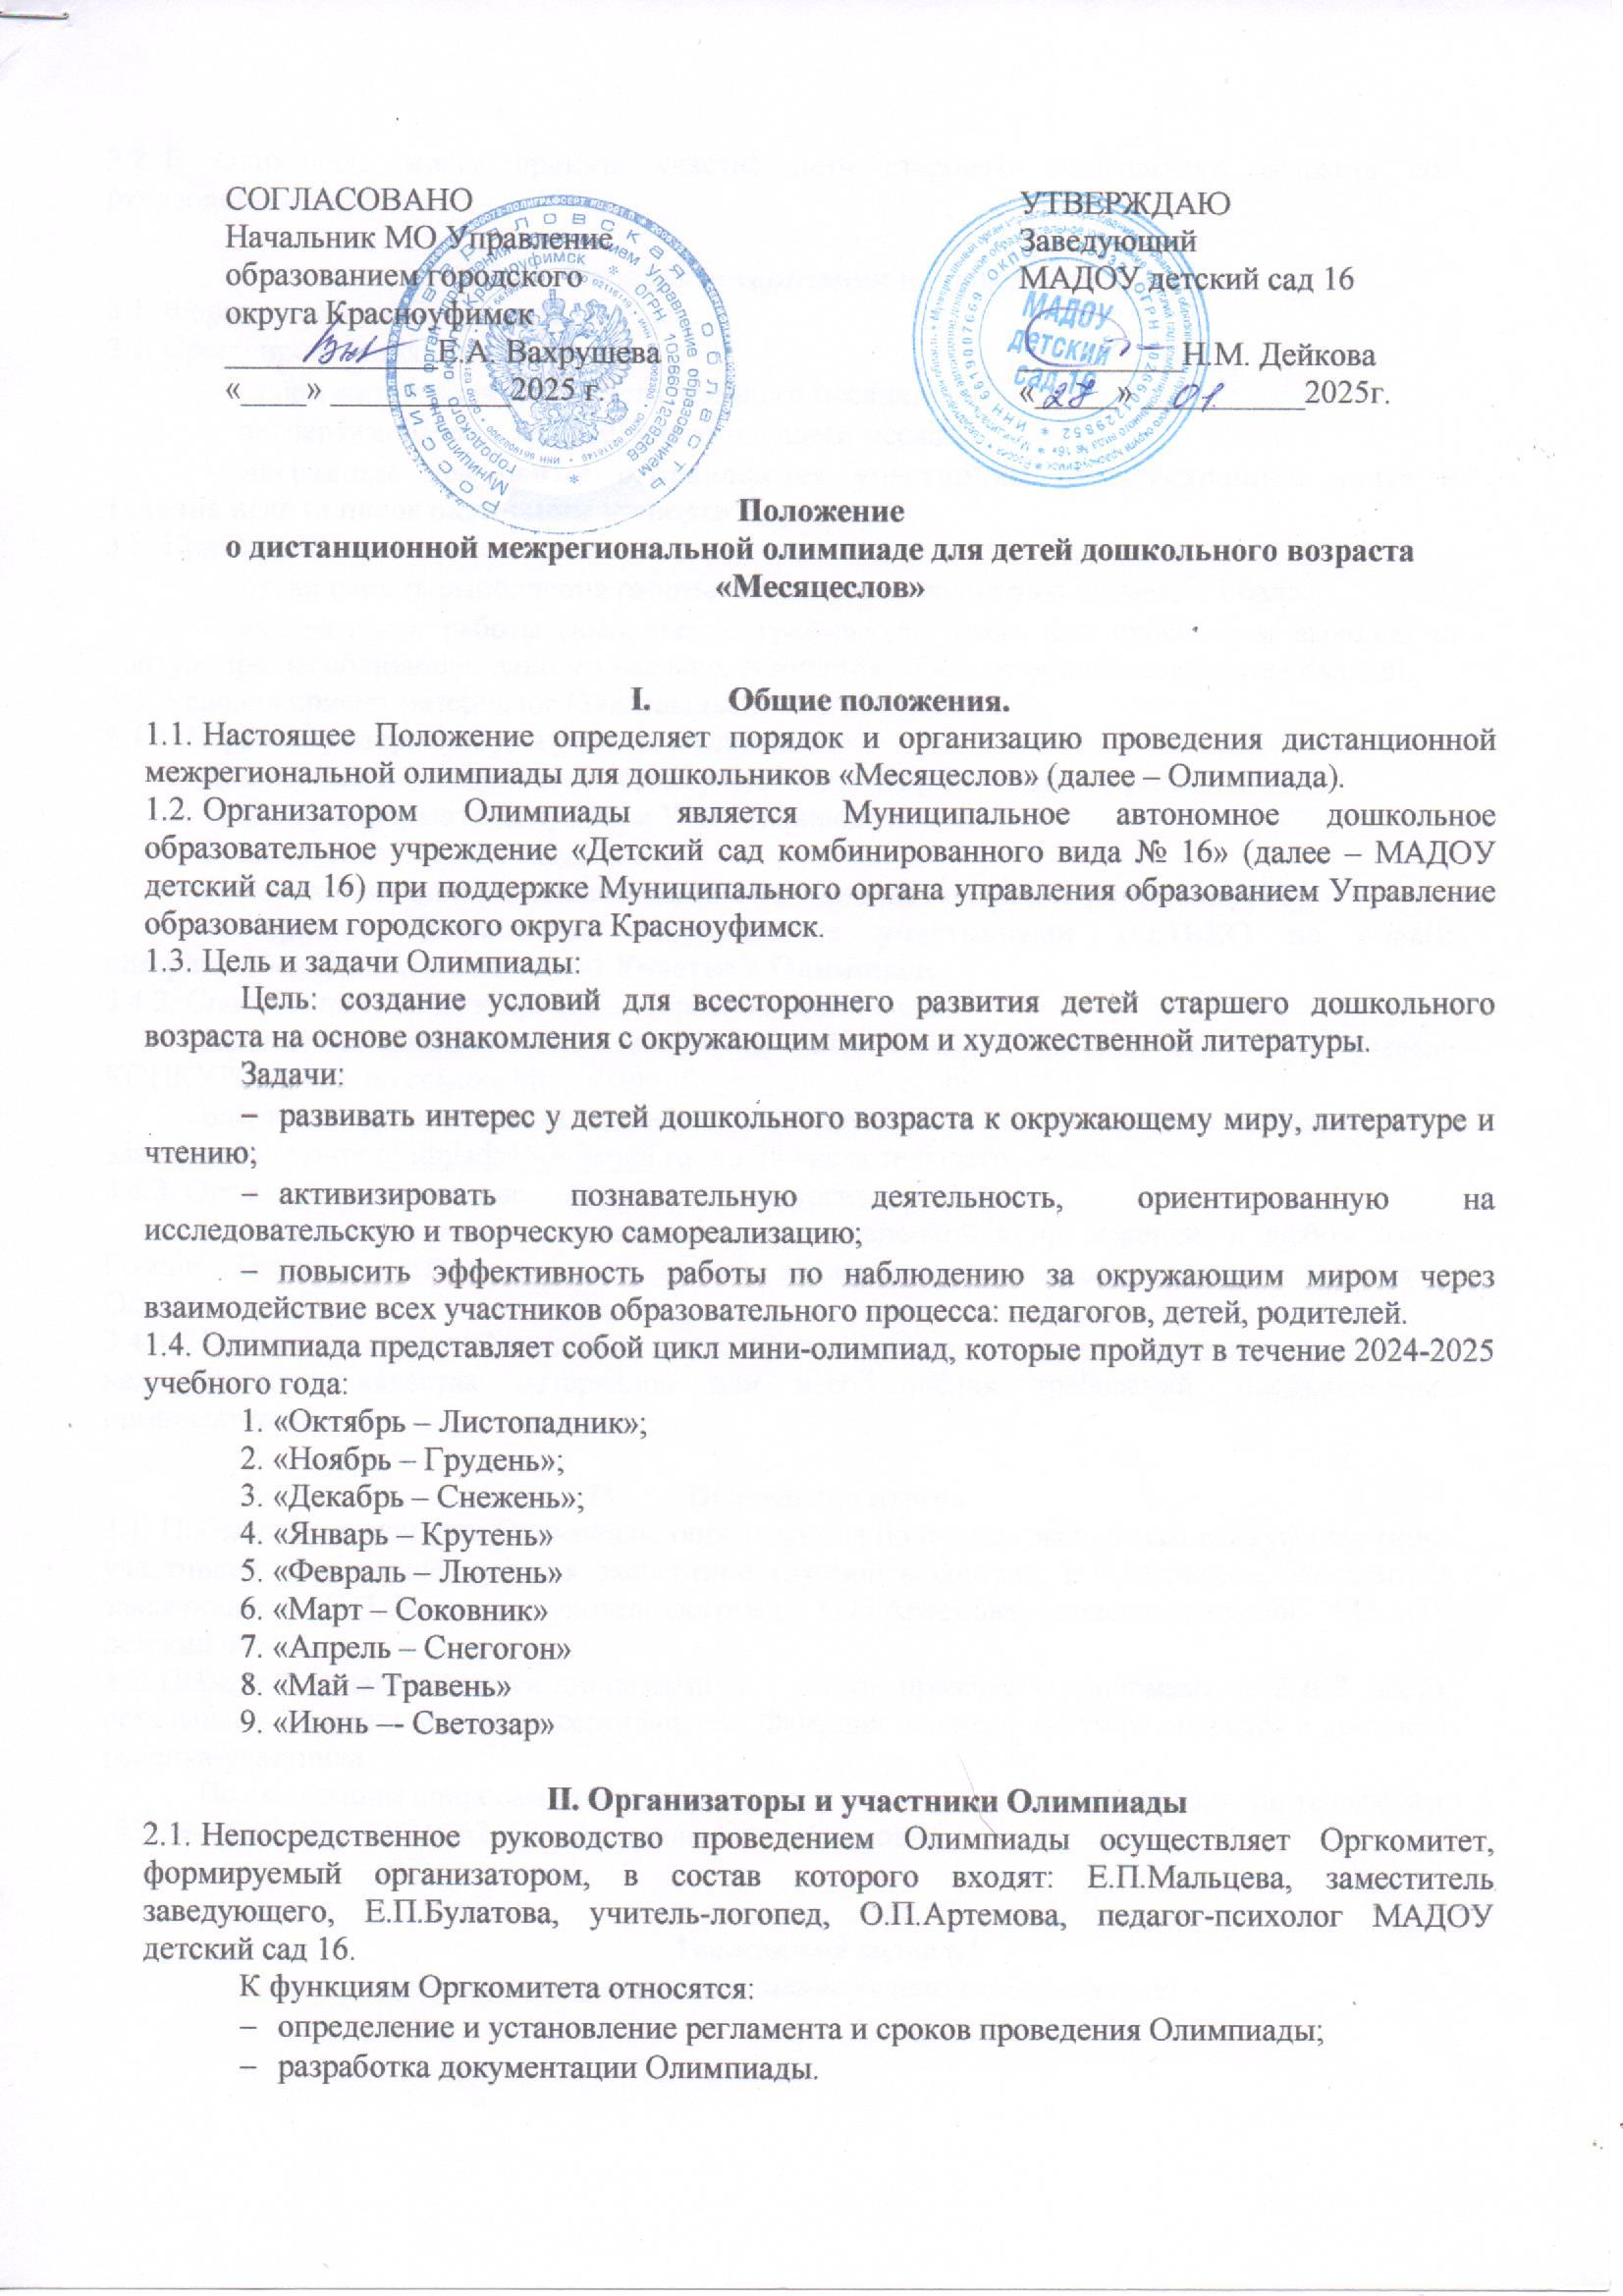 СОГЛАСОВАНО
Начальник МО Управление
образованием городского
округа Красноуфимск
_____________ Е.А. Вахрушева
«____» ___________2025 г.
УТВЕРЖДАЮ
Заведующий
МАДОУ детский сад 16
__________ Н.М. Дейкова
« 27 » 01 2025г.
МАДОУ
детский
сад 16
Положение
о дистанционной межрегиональной олимпиаде для детей дошкольного возраста
«Месяцеслов»
I. Общие положения.
1.1. Настоящее Положение определяет порядок и организацию проведения дистанционной
межрегиональной олимпиады для дошкольников «Месяцеслов» (далее – Олимпиада).
1.2. Организатором Олимпиады является Муниципальное автономное дошкольное
образовательное учреждение «Детский сад комбинированного вида № 16» (далее – МАДОУ
детский сад 16) при поддержке Муниципального органа управления образованием Управление
образованием городского округа Красноуфимск.
1.3. Цель и задачи Олимпиады:
Цель: создание условий для всестороннего развития детей старшего дошкольного
возраста на основе ознакомления с окружающим миром и художественной литературы.
Задачи:
– развивать интерес у детей дошкольного возраста к окружающему миру, литературе и
чтению;
– активизировать познавательную деятельность, ориентированную на
исследовательскую и творческую самореализацию;
– повысить эффективность работы по наблюдению за окружающим миром через
взаимодействие всех участников образовательного процесса: педагогов, детей, родителей.
1.4. Олимпиада представляет собой цикл мини-олимпиад, которые пройдут в течение 2024-2025
учебного года:
1. «Октябрь – Листопадник»;
2. «Ноябрь – Грудень»;
3. «Декабрь – Снежень»;
4. «Январь – Крутень»
5. «Февраль – Лютень»
6. «Март – Соковник»
7. «Апрель – Снегогон»
8. «Май – Травень»
9. «Июнь –- Светозар»
II. Организаторы и участники Олимпиады
2.1. Непосредственное руководство проведением Олимпиады осуществляет Оргкомитет,
формируемый организатором, в состав которого входят: Е.П.Мальцева, заместитель
заведующего, Е.П.Булатова, учитель-логопед, О.П.Артемова, педагог-психолог МАДОУ
детский сад 16.
К функциям Оргкомитета относятся:
– определение и установление регламента и сроков проведения Олимпиады;
– разработка документации Олимпиады.